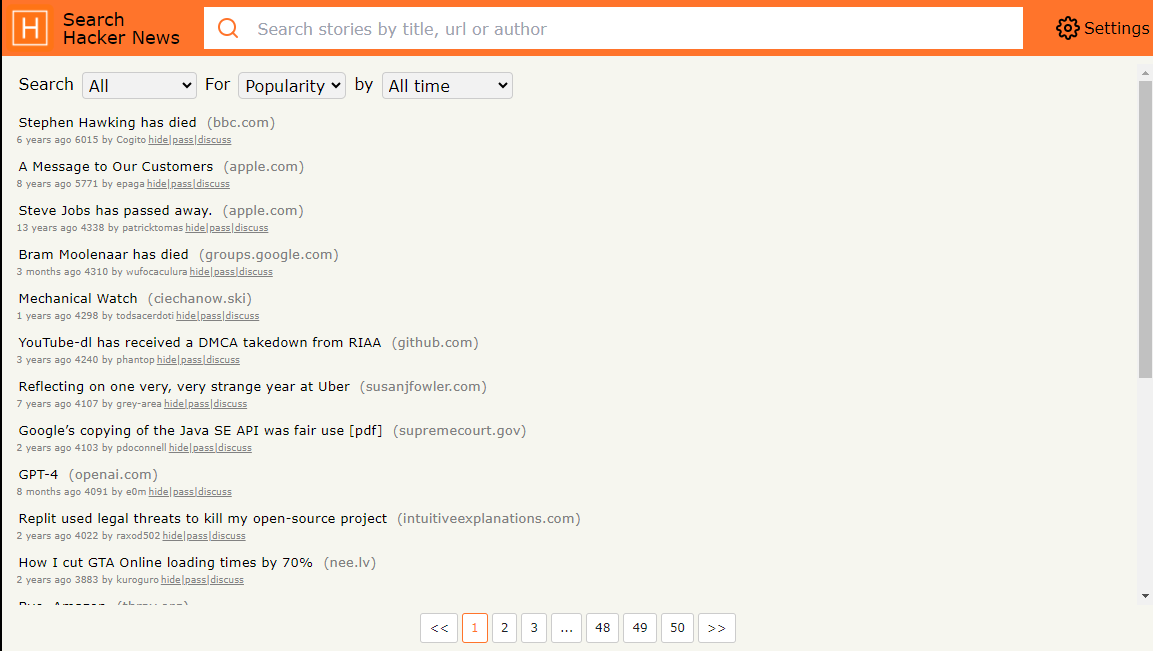 H Search
Hacker News
Search stories by title, url or author
Settings
Search All For Popularity by All time
Stephen Hawking has died (bbc.com)
6 years ago 6015 by Cogito hide|pass|discuss
A Message to Our Customers (apple.com)
8 years ago 5771 by epaga hide|pass|discuss
Steve Jobs has passed away. (apple.com)
13 years ago 4338 by patricktomas hide|pass|discuss
Bram Moolenaar has died (groups.google.com)
3 months ago 4310 by wufocaculura hide|pass|discuss
Mechanical Watch (ciechanow.ski)
1 years ago 4298 by todsacerdoti hide|pass|discuss
YouTube-dl has received a DMCA takedown from RIAA (github.com)
3 years ago 4240 by phantop hide|pass|discuss
Reflecting on one very, very strange year at Uber (susanjfowler.com)
7 years ago 4107 by grey-area hide|pass|discuss
Google’s copying of the Java SE API was fair use [pdf] (supremecourt.gov)
2 years ago 4103 by pdoconnell hide|pass|discuss
GPT-4 (openai.com)
8 months ago 4091 by e0m hide|pass|discuss
Replit used legal threats to kill my open-source project (intuitiveexplanations.com)
2 years ago 4022 by raxod502 hide|pass|discuss
How I cut GTA Online loading times by 70% (nee.lv)
2 years ago 3883 by kuroguro hide|pass|discuss
<< 1 2 3 ... 48 49 50 >>